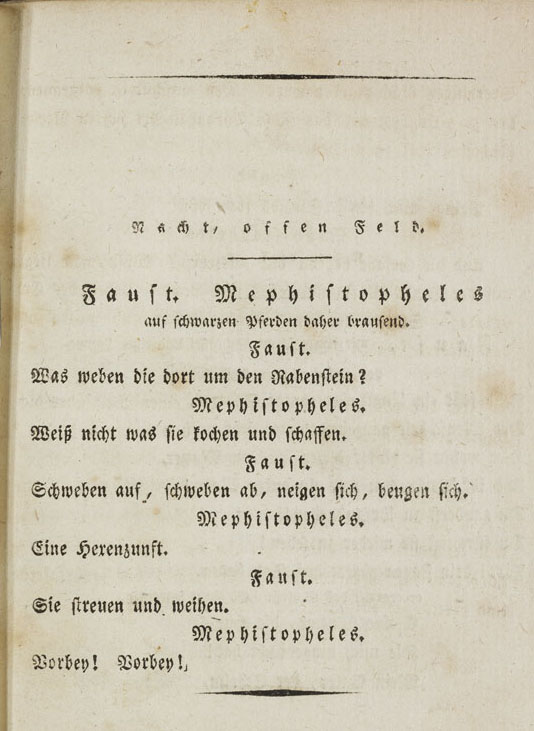 Nacht, offen Feld.
Faust. Mephistopheles
auf schwarzen Pferden daher brausend.
Faust.
Was weben die dort um den Rabenstein?
Mephistopheles.
Weiß nicht was sie kochen und schaffen.
Faust.
Schweben auf, schweben ab, neigen sich, beugen sich.
Mephistopheles.
Eine Hexenzunft.
Faust.
Sie streuen und weihen.
Mephistopheles.
Vorbey! Vorbey!